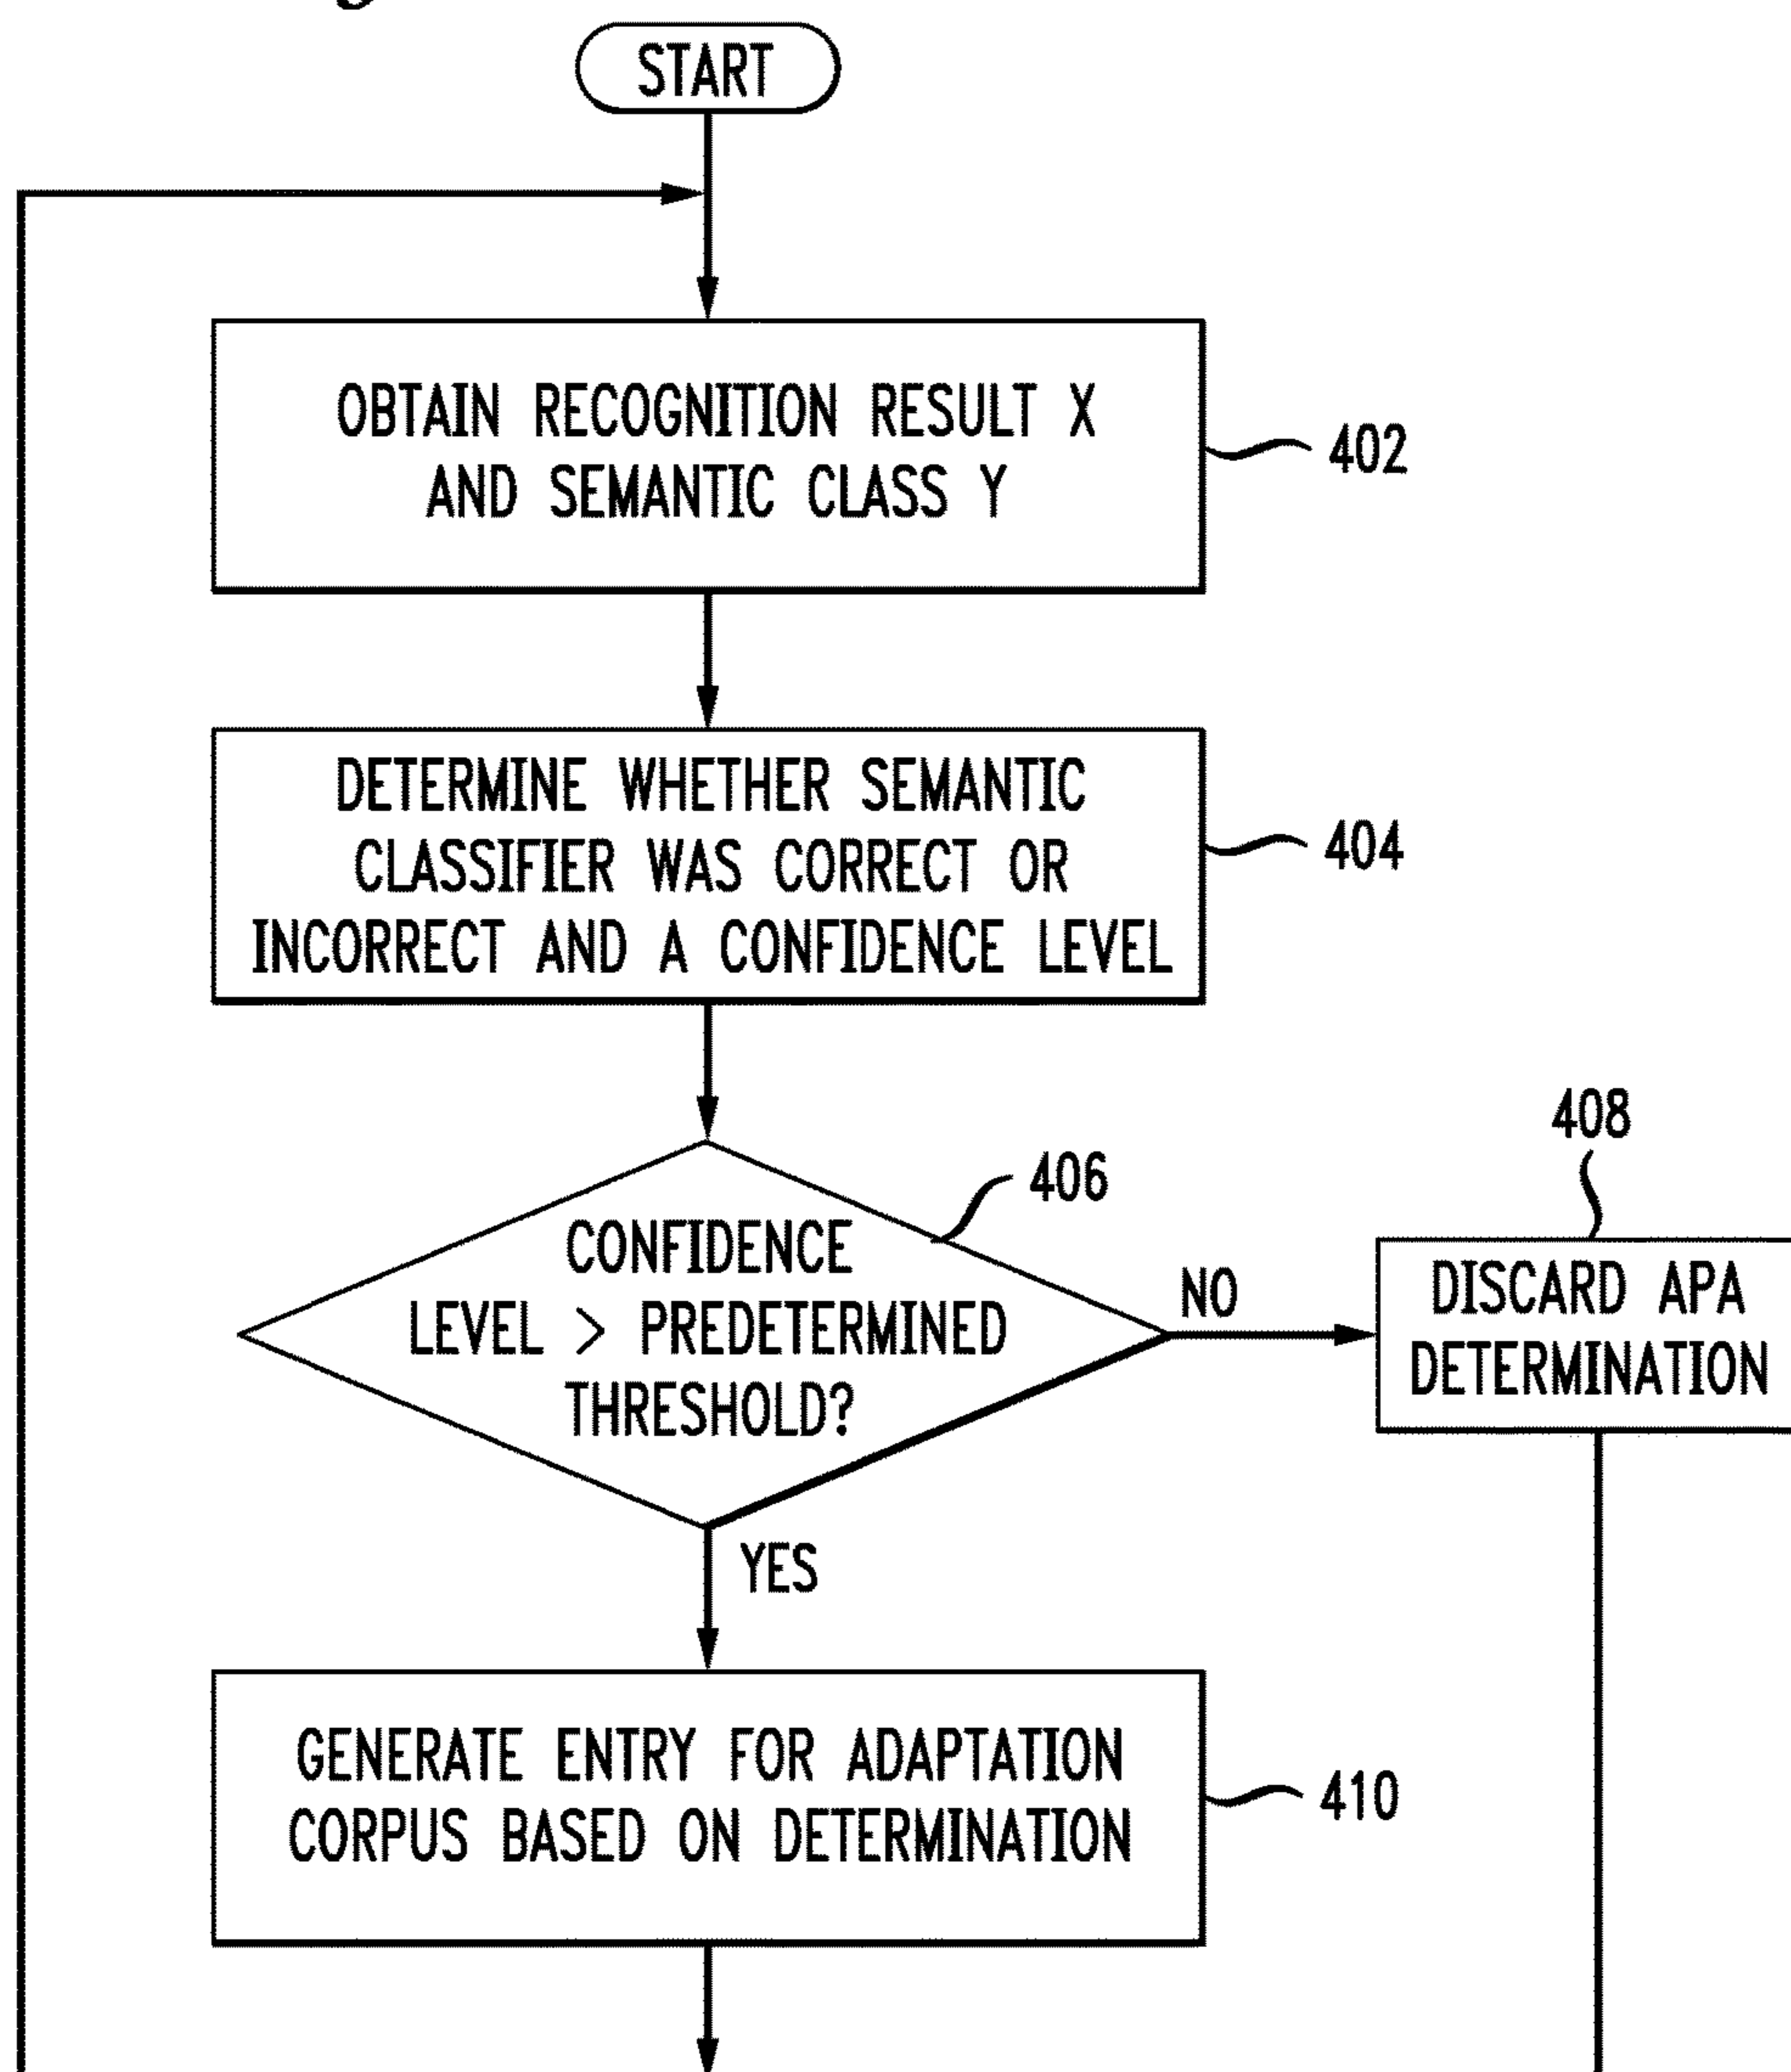 START
OBTAIN RECOGNITION RESULT X
AND SEMANTIC CLASS Y
402
DETERMINE WHETHER SEMANTIC
CLASSIFIER WAS CORRECT OR
INCORRECT AND A CONFIDENCE LEVEL
404
CONFIDENCE
LEVEL > PREDETERMINED
THRESHOLD?
406
NO
408
DISCARD APA
DETERMINATION
YES
GENERATE ENTRY FOR ADAPTATION
CORPUS BASED ON DETERMINATION
410